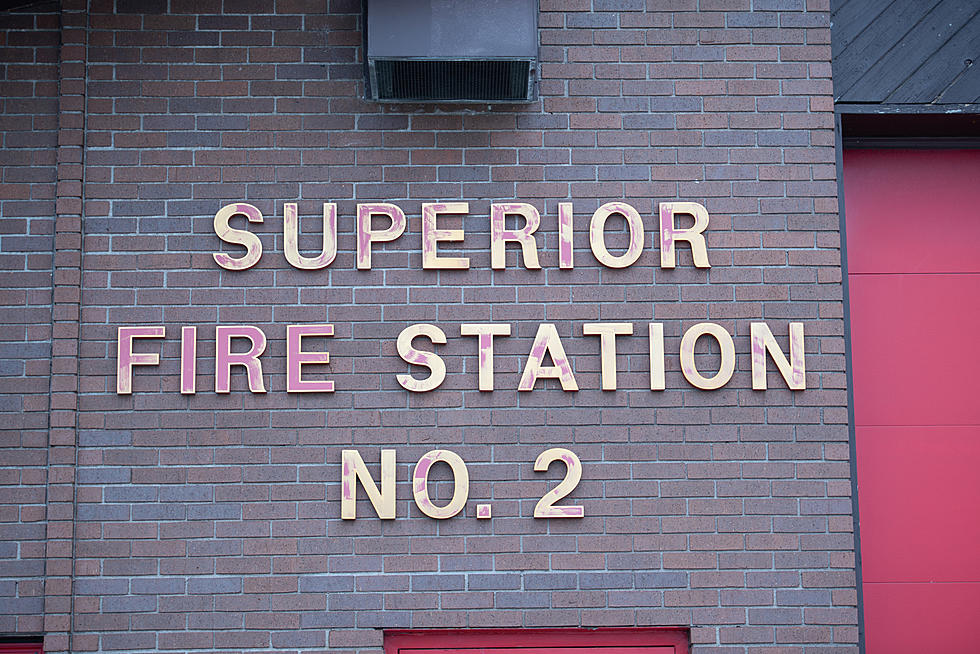 SUPERIOR
FIRE STATION
NO. 2